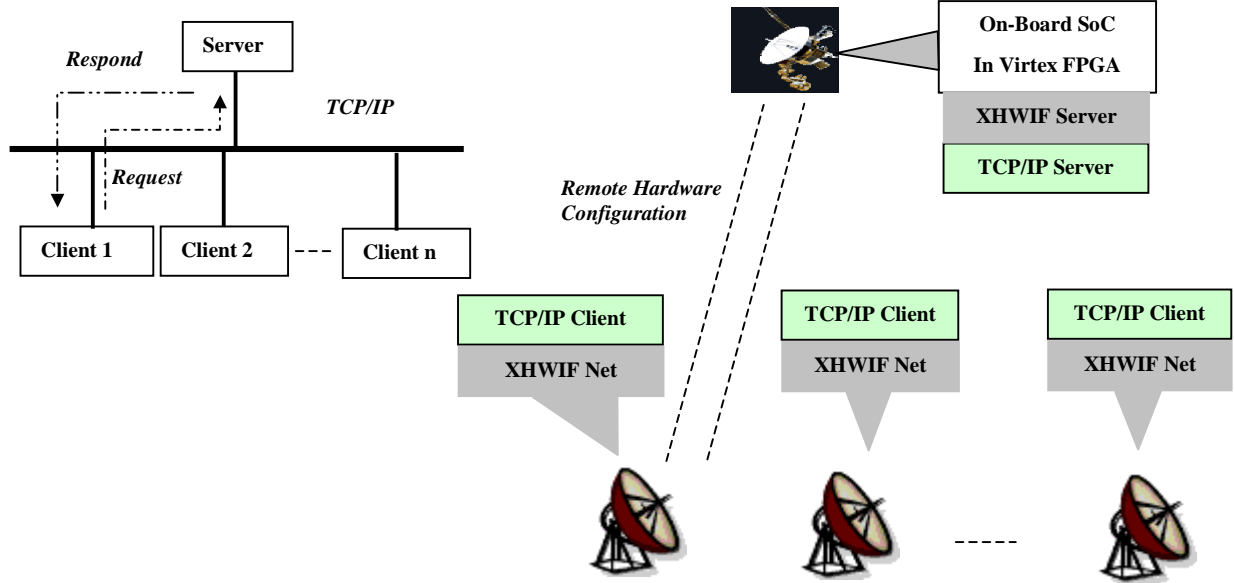 Server
Respond
TCP/IP
Request
Client 1
Client 2
Client n
On-Board SoC
In Virtex FPGA
XHWIF Server
TCP/IP Server
Remote Hardware
Configuration
TCP/IP Client
XHWIF Net
TCP/IP Client
XHWIF Net
TCP/IP Client
XHWIF Net